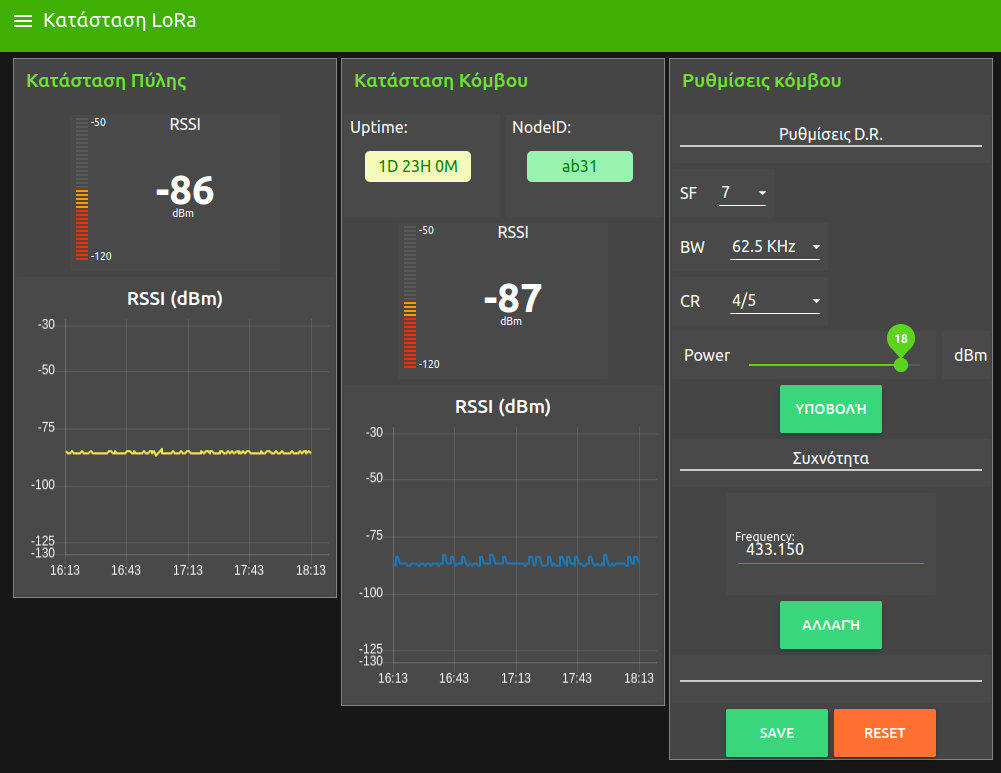 Κατάσταση LoRa
Κατάσταση Πύλης
-50
RSSI
-86
dBm
-120
RSSI (dBm)
-30
-50
-75
-100
-125
-130
16:13 16:43 17:13 17:43 18:13
Κατάσταση Κόμβου
Uptime: NodeID:
1D 23H 0M ab31
-50
RSSI
-87
dBm
-120
RSSI (dBm)
-30
-50
-75
-100
-125
-130
16:13 16:43 17:13 17:43 18:13
Ρυθμίσεις κόμβου
Ρυθμίσεις D.R.
SF 7
BW 62.5 KHz
CR 4/5
18
Power dBm
ΥΠΟΒΟΛΉ
Συχνότητα
Frequency:
433.150
ΑΛΛΑΓΉ
SAVE RESET